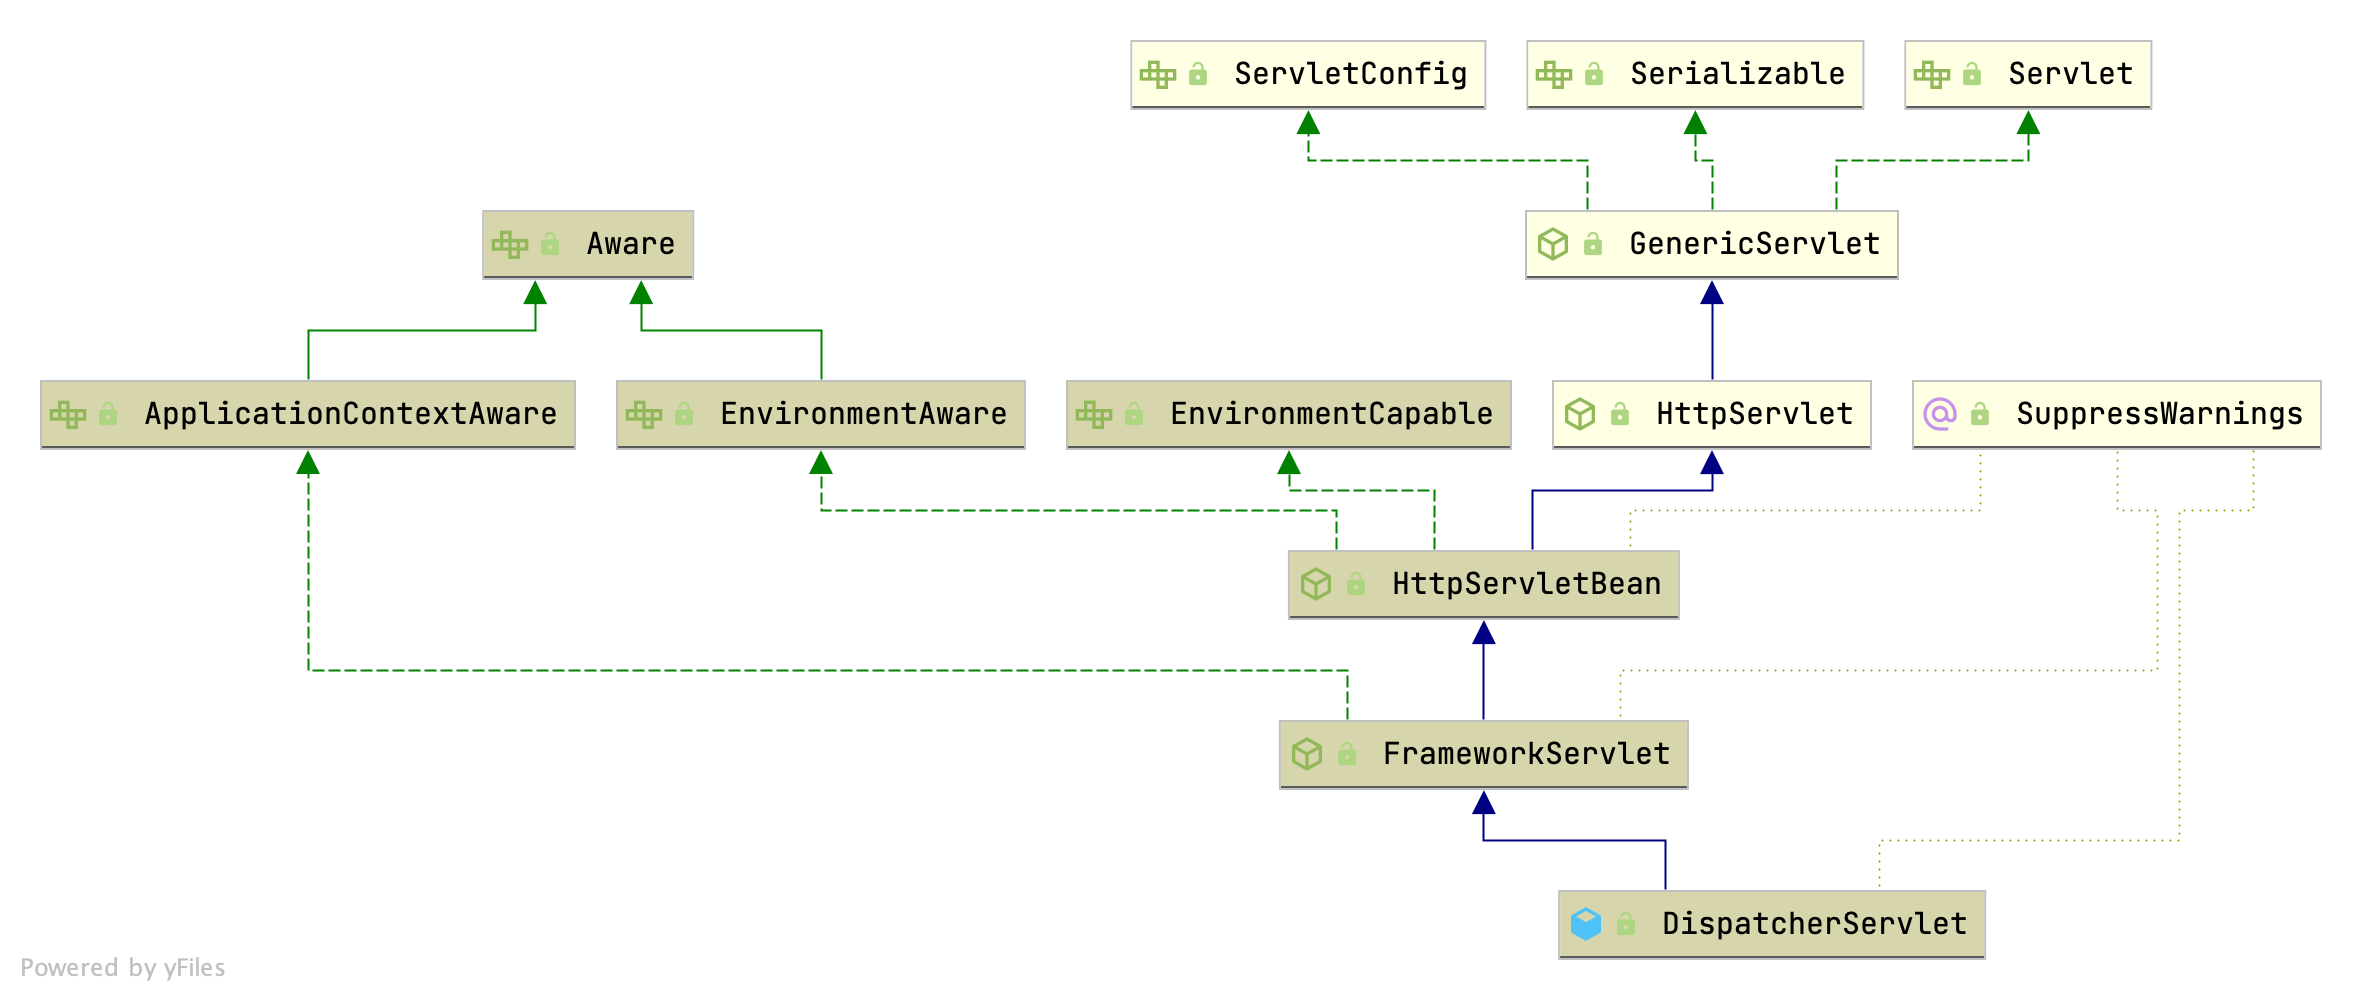 ServletConfig
Serializable
Servlet
Aware
GenericServlet
ApplicationContextAware
EnvironmentAware
EnvironmentCapable
HttpServlet
SuppressWarnings
HttpServletBean
FrameworkServlet
DispatcherServlet
Powered by yFiles